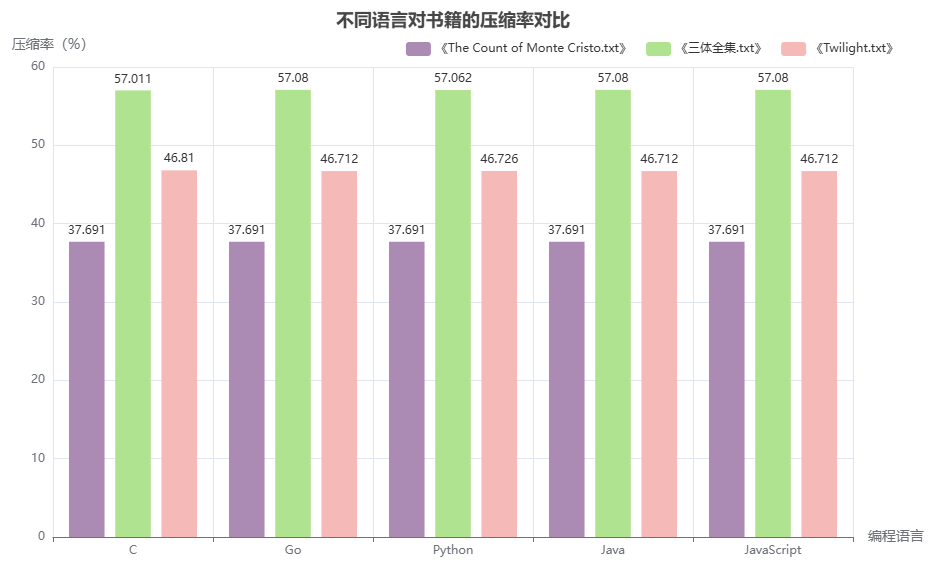 不同语言对书籍的压缩率对比
压缩率（%）
《The Count of Monte Cristo.txt》 《三体全集.txt》 《Twilight.txt》
60
50
40
30
20
10
0
37.691 57.011 46.81
37.691 57.08 46.712
37.691 57.062 46.726
37.691 57.08 46.712
37.691 57.08 46.712
C Go Python Java JavaScript
编程语言